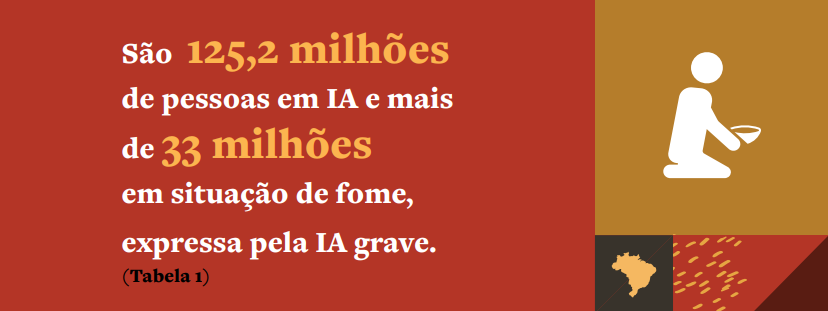 São 125,2 milhões
de pessoas em IA e mais
de 33 milhões
em situação de fome,
expressa pela IA grave.
(Tabela 1)